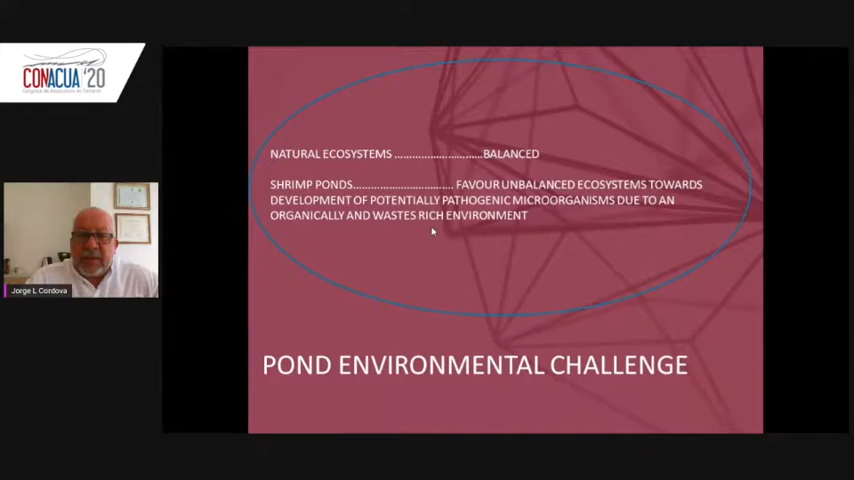 CONACUA '20
NATURAL ECOSYSTEMS ............................BALANCED
SHRIMP PONDS.................................. FAVOUR UNBALANCED ECOSYSTEMS TOWARDS
DEVELOPMENT OF POTENTIALLY PATHOGENIC MICROORGANISMS DUE TO AN
ORGANICALLY AND WASTES RICH ENVIRONMENT
Jorge L Cordova
POND ENVIRONMENTAL CHALLENGE